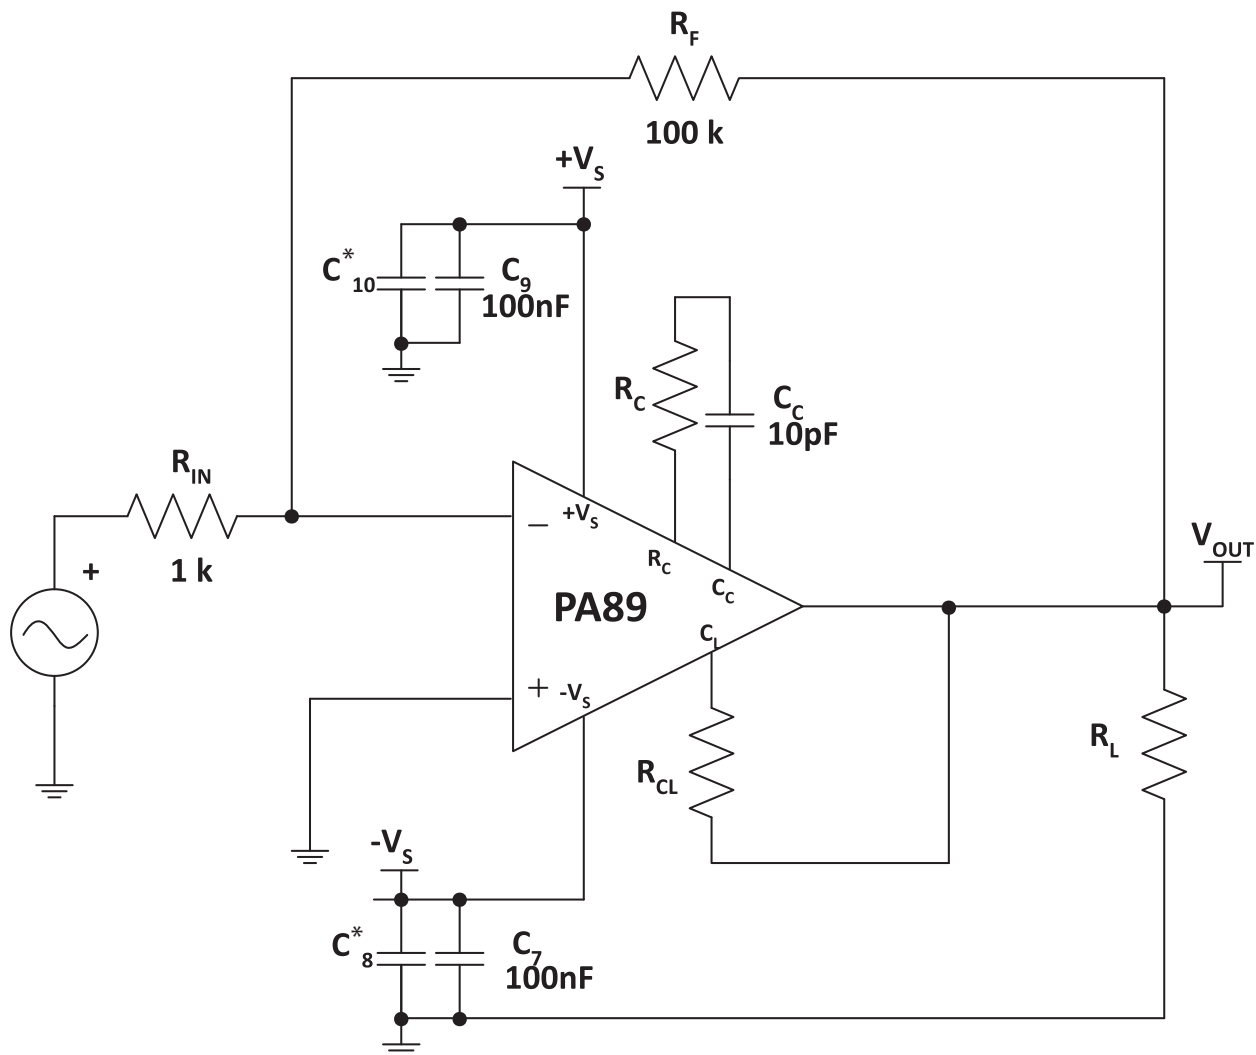 R_F
100 k
+V_S
C*_10
C_9
100nF
R_C
C_C
10pF
R_IN
1 k
+
−
+V_S
R_C
C_C
PA89
C_L
+
-V_S
V_OUT
R_CL
R_L
-V_S
C*_8
C_7
100nF